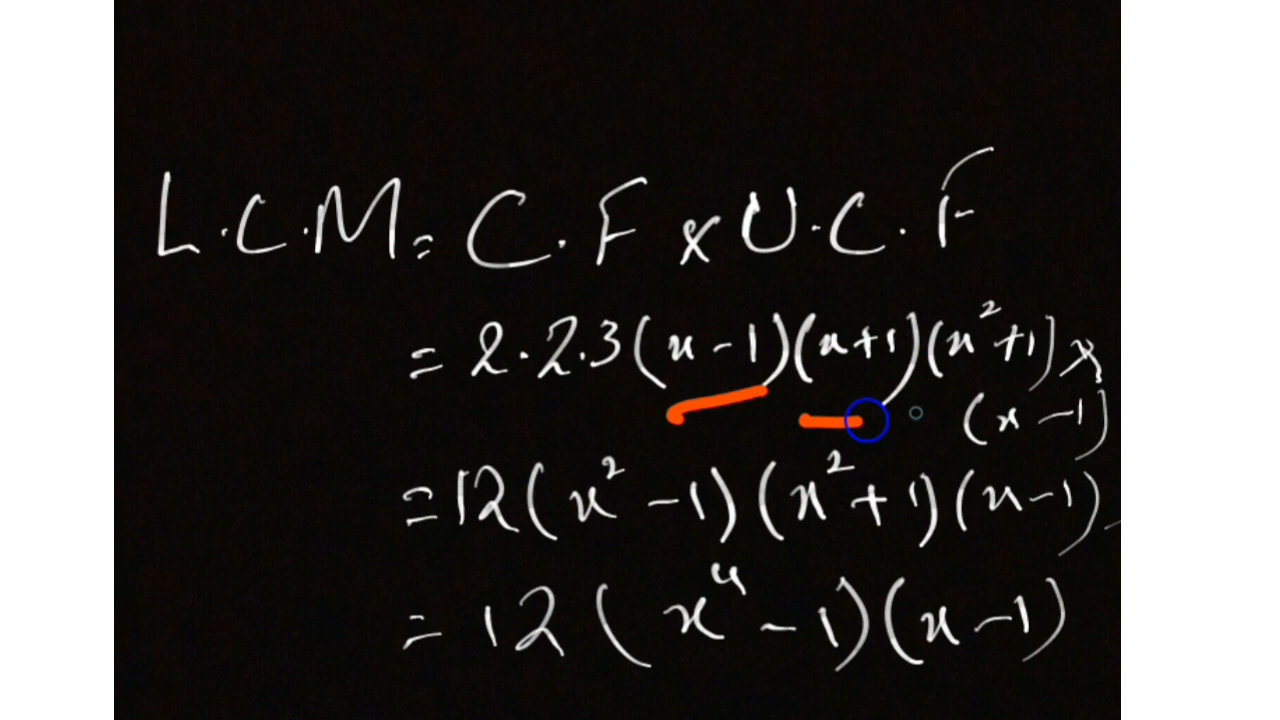 L.C.M = C.F x U.C.F
= 2.2.3(x-1)(x+1)(x²+1)x
(x-1)
=12(x²-1)(x²+1)(x-1)
= 12(x⁴-1)(x-1)